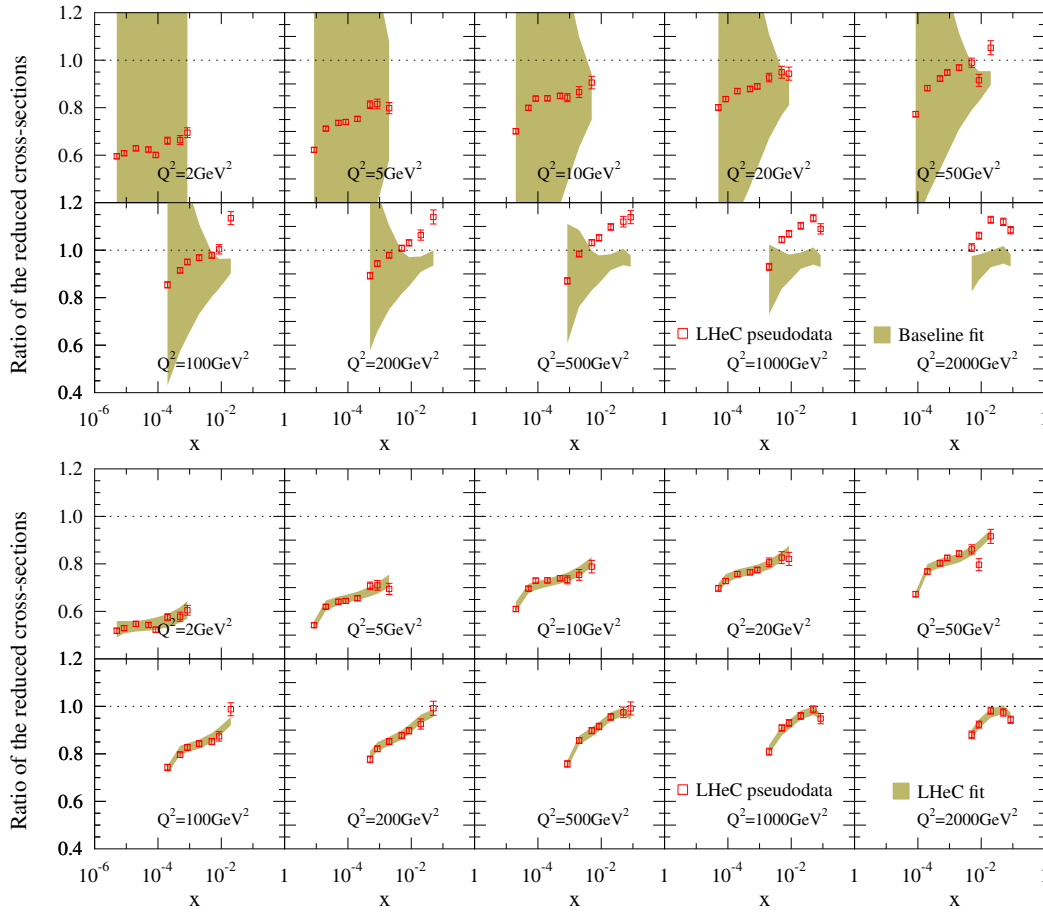 Ratio of the reduced cross-sections
1.2
1.0
0.8
0.6
0.4
Q²=2GeV²
Q²=5GeV²
Q²=10GeV²
Q²=20GeV²
Q²=50GeV²
1.2
1.0
0.8
0.6
0.4
LHeC pseudodata
Baseline fit
Q²=100GeV²
Q²=200GeV²
Q²=500GeV²
Q²=1000GeV²
Q²=2000GeV²
10⁻⁶ 10⁻⁴ 10⁻² 1 10⁻⁴ 10⁻² 1 10⁻⁴ 10⁻² 1 10⁻⁴ 10⁻² 1 10⁻⁴ 10⁻² 1
x x x x x
Ratio of the reduced cross-sections
1.2
1.0
0.8
0.6
Q²=2GeV²
Q²=5GeV²
Q²=10GeV²
Q²=20GeV²
Q²=50GeV²
1.2
1.0
0.8
0.6
0.4
LHeC pseudodata
LHeC fit
Q²=100GeV²
Q²=200GeV²
Q²=500GeV²
Q²=1000GeV²
Q²=2000GeV²
10⁻⁶ 10⁻⁴ 10⁻² 1 10⁻⁴ 10⁻² 1 10⁻⁴ 10⁻² 1 10⁻⁴ 10⁻² 1 10⁻⁴ 10⁻² 1
x x x x x